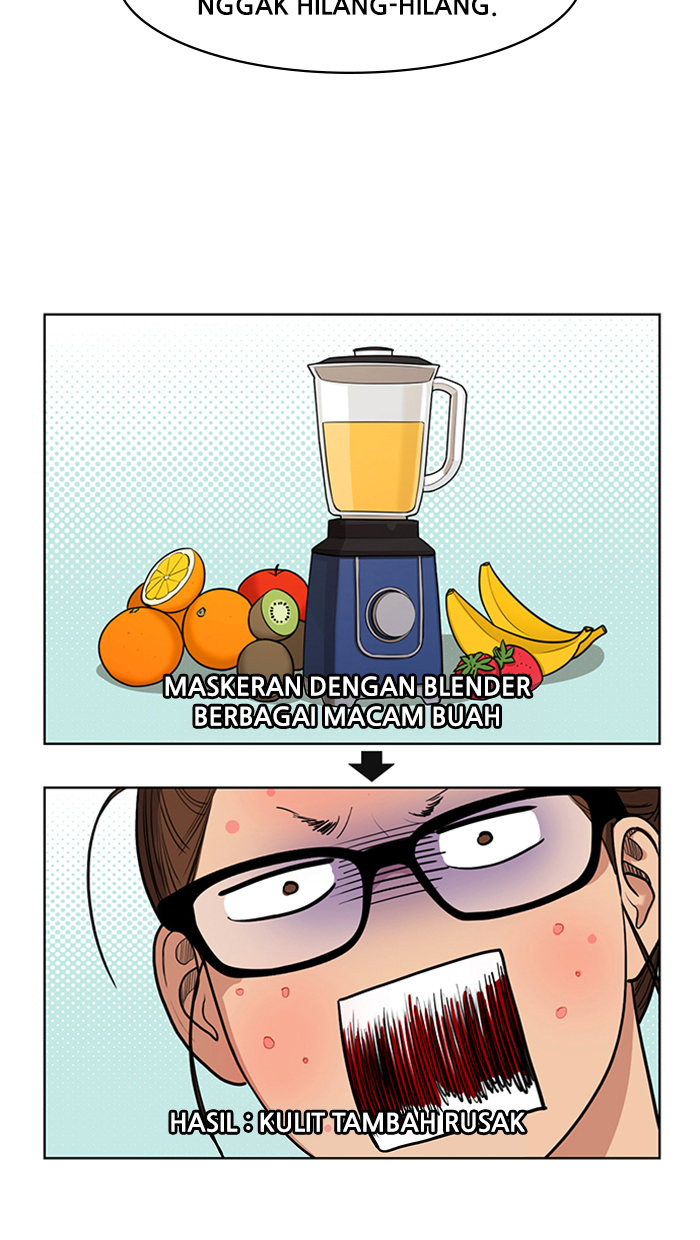 NGGAK HILANG-HILANG.
MASKERAN DENGAN BLENDER
BERBAGAI MACAM BUAH
HASIL : KULIT TAMBAH RUSAK